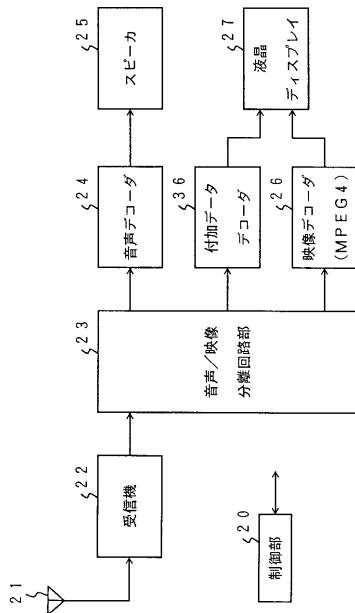 21
22
受信機
20
制御部
23
音声／映像
分離回路部
24
音声デコーダ
25
スピーカ
36
付加データ
デコーダ
26
映像デコーダ
(MPEG4)
27
液晶
ディスプレイ